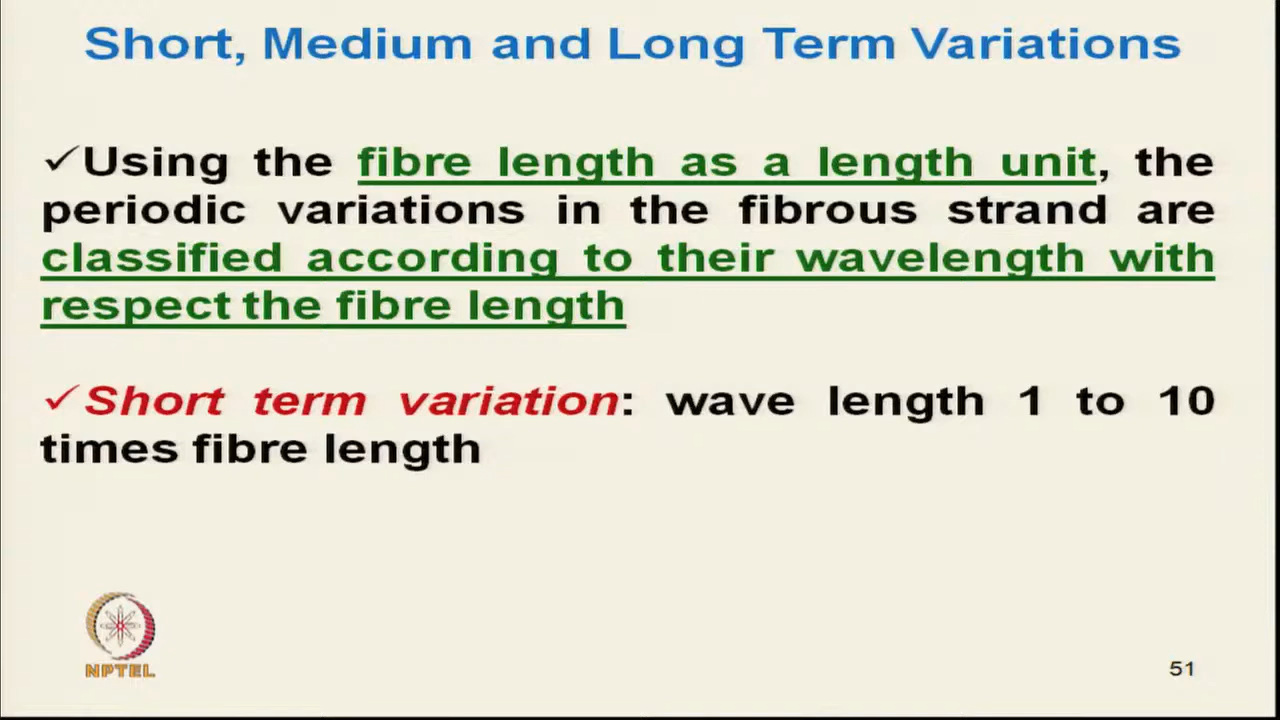 Short, Medium and Long Term Variations
✓Using the fibre length as a length unit, the
periodic variations in the fibrous strand are
classified according to their wavelength with
respect the fibre length
✓Short term variation: wave length 1 to 10
times fibre length
NPTEL
51